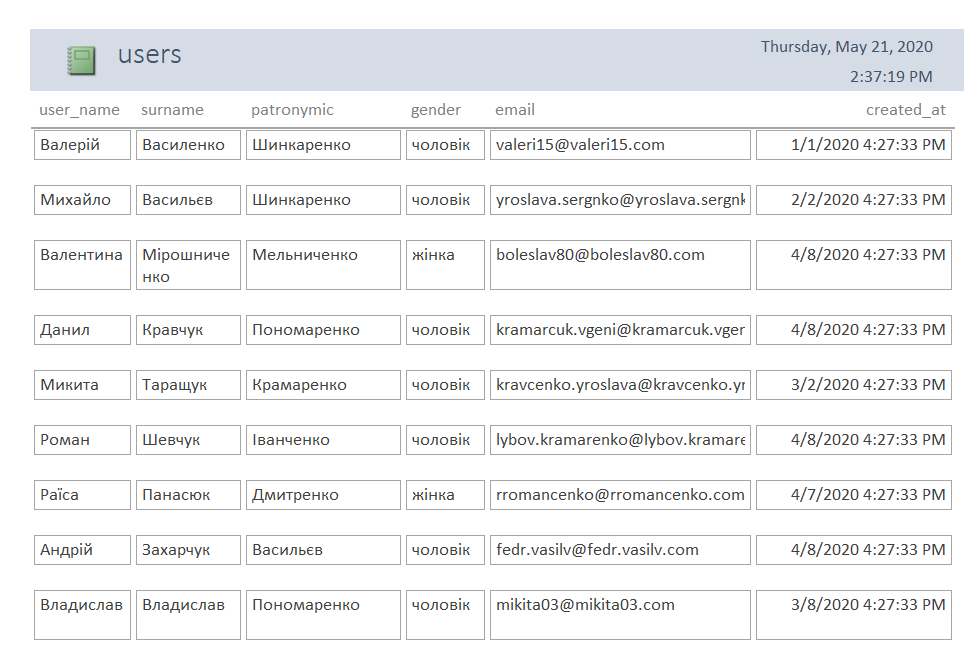 users
Thursday, May 21, 2020
2:37:19 PM
user_name surname patronymic gender email created_at
Валерій Василенко Шинкаренко чоловік valeri15@valeri15.com 1/1/2020 4:27:33 PM
Михайло Васильєв Шинкаренко чоловік yroslava.sergnko@yroslava.sergnk 2/2/2020 4:27:33 PM
Валентина Мірошниче Мельниченко жінка boleslav80@boleslav80.com 4/8/2020 4:27:33 PM
нко
Данил Кравчук Пономаренко чоловік kramarcuk.vgeni@kramarcuk.vger 4/8/2020 4:27:33 PM
Микита Таращук Крамаренко чоловік kravcenko.yroslava@kravcenko.yr 3/2/2020 4:27:33 PM
Роман Шевчук Іванченко чоловік lybov.kramarenko@lybov.kramare 4/8/2020 4:27:33 PM
Раїса Панасюк Дмитренко жінка rromancenko@rromancenko.com 4/7/2020 4:27:33 PM
Андрій Захарчук Васильєв чоловік fedr.vasilv@fedr.vasilv.com 4/8/2020 4:27:33 PM
Владислав Владислав Пономаренко чоловік mikita03@mikita03.com 3/8/2020 4:27:33 PM